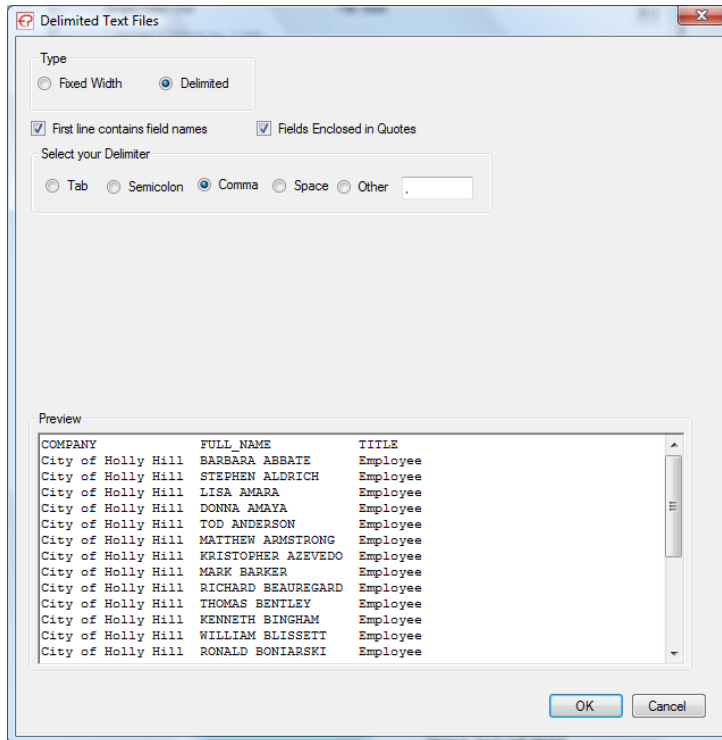 Delimited Text Files
Type
Fixed Width Delimited
First line contains field names Fields Enclosed in Quotes
Select your Delimiter
Tab Semicolon Comma Space Other ,
Preview
COMPANY FULL_NAME TITLE
City of Holly Hill BARBARA ABBATE Employee
City of Holly Hill STEPHEN ALDRICH Employee
City of Holly Hill LISA AMARA Employee
City of Holly Hill DONNA AMAYA Employee
City of Holly Hill TOD ANDERSON Employee
City of Holly Hill MATTHEW ARMSTRONG Employee
City of Holly Hill KRISTOPHER AZEVEDO Employee
City of Holly Hill MARK BARKER Employee
City of Holly Hill RICHARD BEAUREGARD Employee
City of Holly Hill THOMAS BENTLEY Employee
City of Holly Hill KENNETH BINGHAM Employee
City of Holly Hill WILLIAM BLISSETT Employee
City of Holly Hill RONALD BONIARSKI Employee
OK Cancel